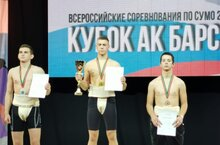 ВСЕРОССИЙСКИЕ СОРЕВНОВАНИЯ ПО СУМО 2
КУБОК АК БАРС